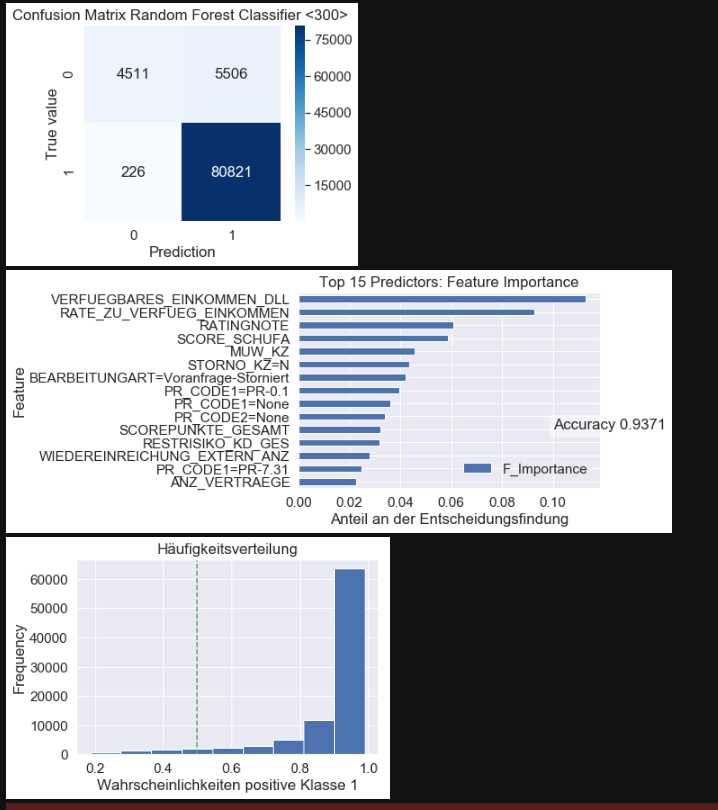 Confusion Matrix Random Forest Classifier <300>
75000
60000
45000
30000
15000
True value
0
4511
5506
1
226
80821
0
1
Prediction
Top 15 Predictors: Feature Importance
Feature
VERFUEGBARES_EINKOMMEN_DLL
RATE_ZU_VERFUEG_EINKOMMEN
RATINGNOTE
SCORE_SCHUFA
MUW_KZ
STORNO_KZ=N
BEARBEITUNGART=Voranfrage-Storniert
PR_CODE1=PR-0.1
PR_CODE1=None
PR_CODE2=None
SCOREPUNKTE_GESAMT
RESTRISIKO_KD_GES
WIEDEREINREICHUNG_EXTERN_ANZ
PR_CODE1=PR-7.31
ANZ_VERTRAEGE
Accuracy 0.9371
F_Importance
0.00 0.02 0.04 0.06 0.08 0.10
Anteil an der Entscheidungsfindung
Häufigkeitsverteilung
Frequency
60000
50000
40000
30000
20000
10000
0
0.2 0.4 0.6 0.8 1.0
Wahrscheinlichkeiten positive Klasse 1